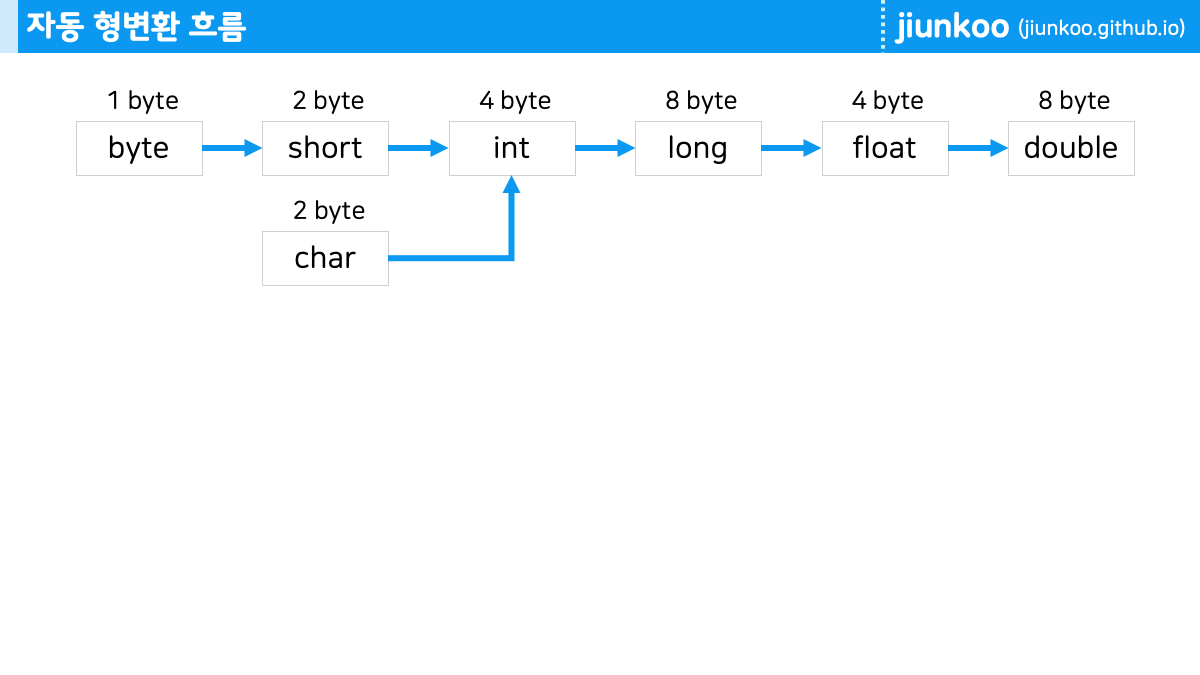 자동 형변환 흐름
jiunkoo (jiunkoo.github.io)
1 byte 2 byte 4 byte 8 byte 4 byte 8 byte
byte short int long float double
2 byte
char